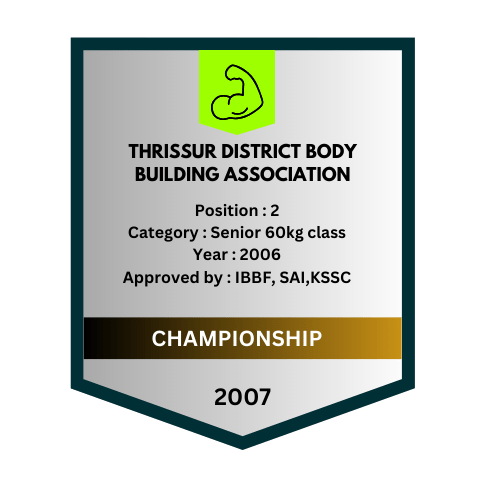 THRISSUR DISTRICT BODY
BUILDING ASSOCIATION
Position : 2
Category : Senior 60kg class
Year : 2006
Approved by : IBBF, SAI,KSSC
CHAMPIONSHIP
2007